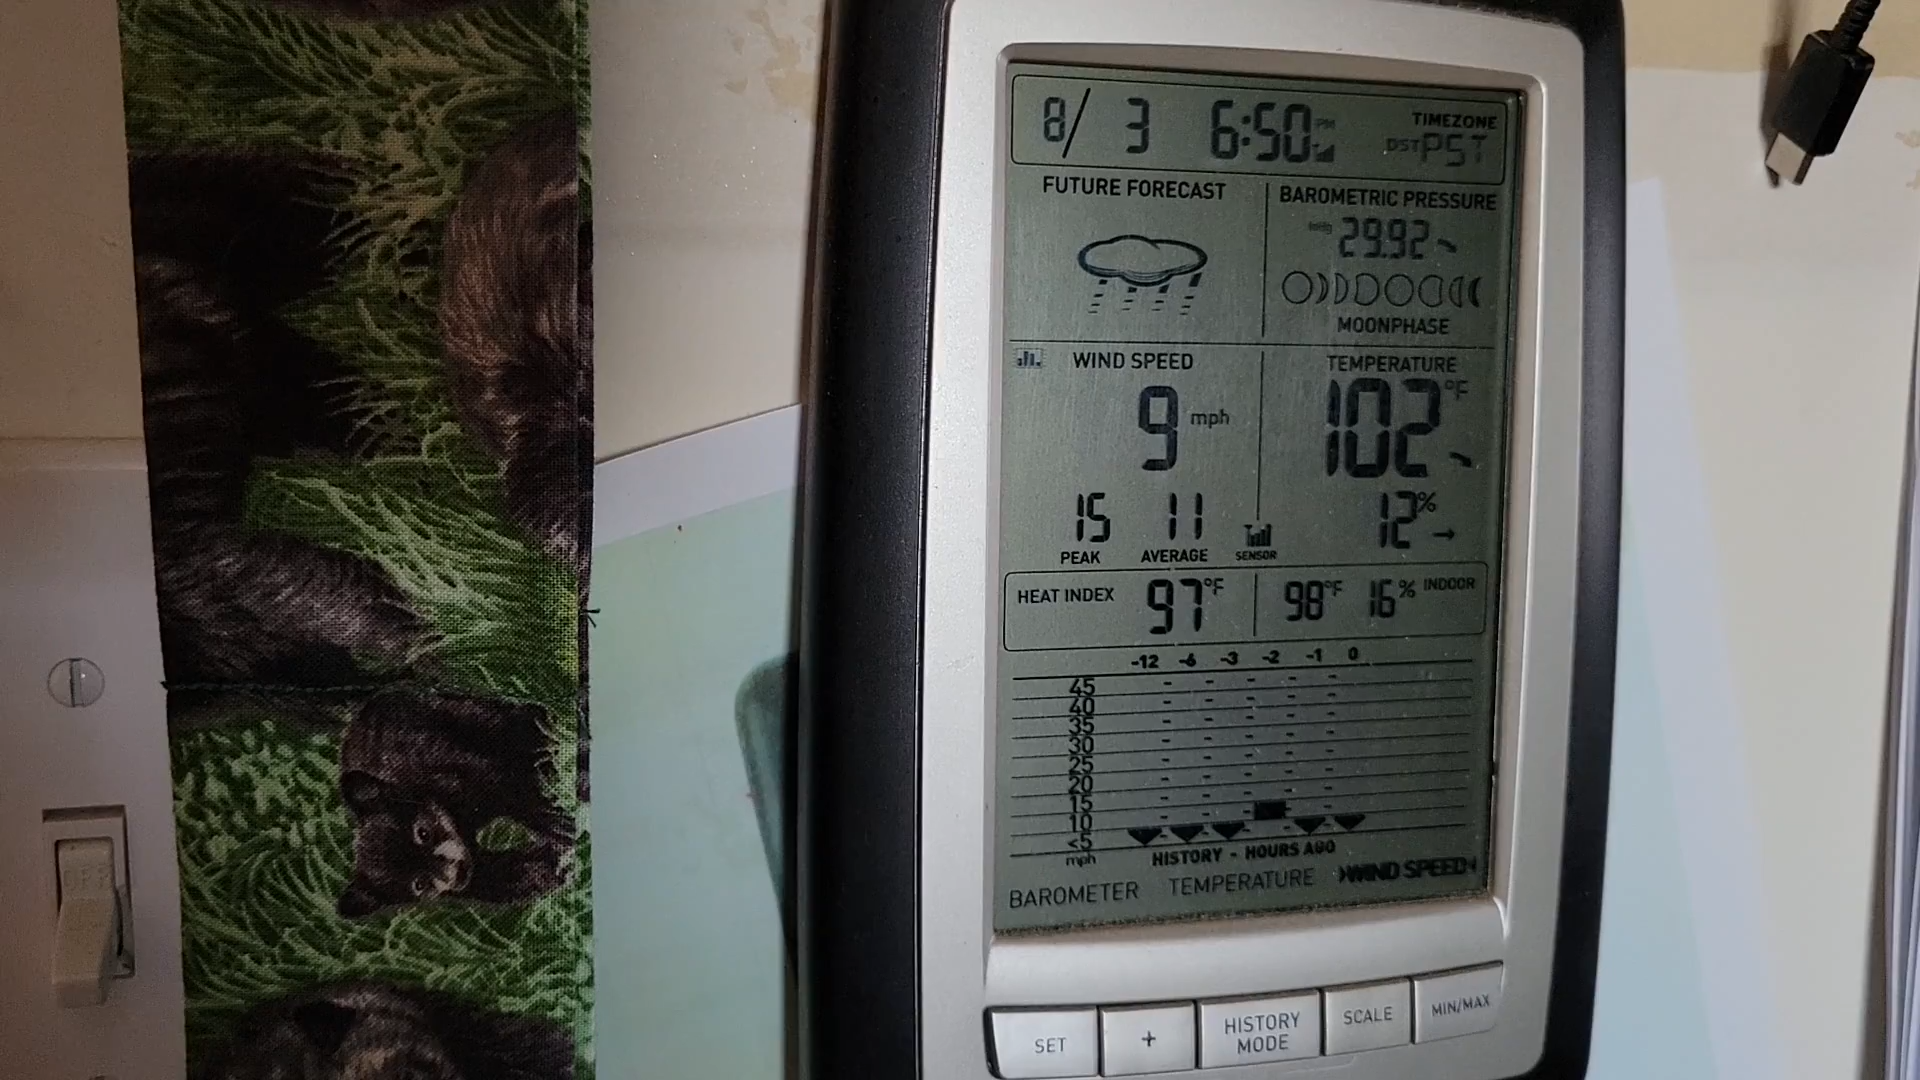 8/ 3 6:50 PM TIMEZONE DST PST
FUTURE FORECAST
BAROMETRIC PRESSURE
inHg 29.92
MOONPHASE
WIND SPEED
9 mph
TEMPERATURE
102 °F
15 11
PEAK AVERAGE
SENSOR
12%
HEAT INDEX 97°F
98°F 16% INDOOR
-12 -6 -3 -2 -1 0
45
40
35
30
25
20
15
10
<5
mph
HISTORY - HOURS AGO
BAROMETER TEMPERATURE WIND SPEED
SET + HISTORY MODE SCALE MIN/MAX
OFF